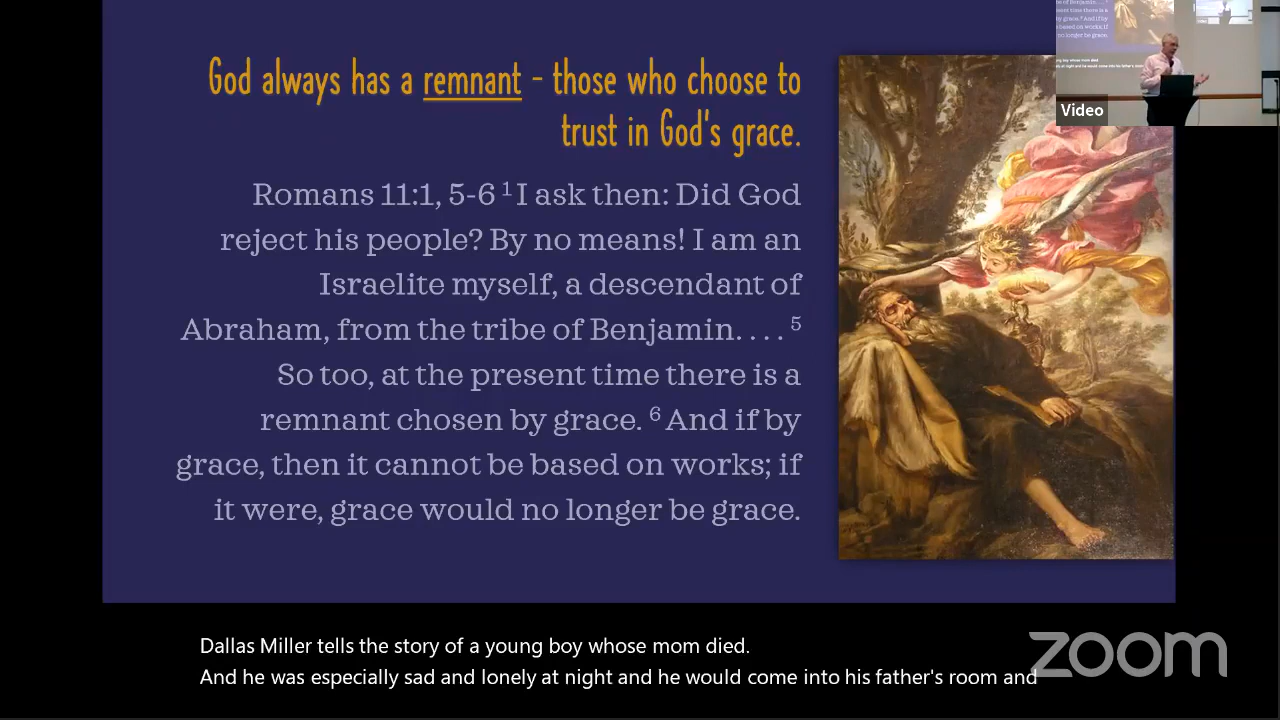 God always has a remnant - those who choose to
trust in God's grace.
Romans 11:1, 5-6 ¹ I ask then: Did God
reject his people? By no means! I am an
Israelite myself, a descendant of
Abraham, from the tribe of Benjamin. . . . ⁵
So too, at the present time there is a
remnant chosen by grace. ⁶ And if by
grace, then it cannot be based on works; if
it were, grace would no longer be grace.
Video
Dallas Miller tells the story of a young boy whose mom died.
And he was especially sad and lonely at night and he would come into his father's room and
zoom